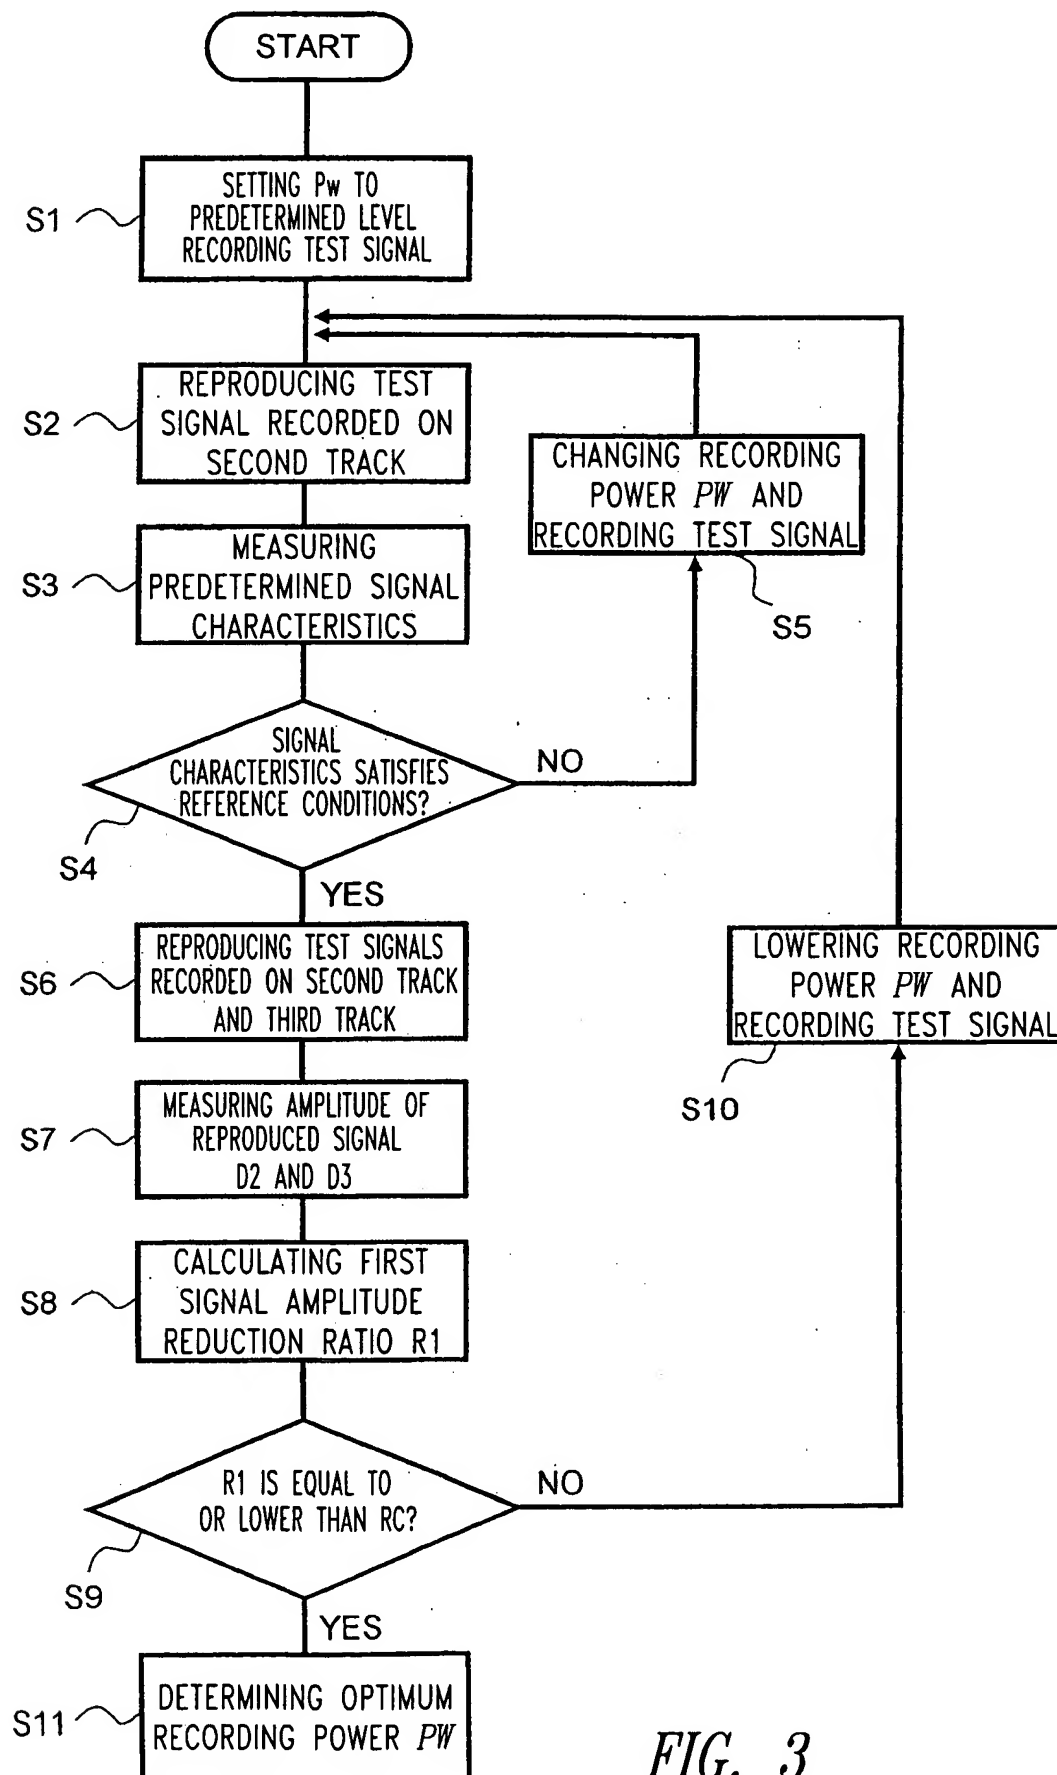 START
S1
SETTING Pw TO
PREDETERMINED LEVEL
RECORDING TEST SIGNAL
S2
REPRODUCING TEST
SIGNAL RECORDED ON
SECOND TRACK
CHANGING RECORDING
POWER PW AND
RECORDING TEST SIGNAL
S5
S3
MEASURING
PREDETERMINED SIGNAL
CHARACTERISTICS
SIGNAL
CHARACTERISTICS SATISFIES
REFERENCE CONDITIONS?
NO
S4
YES
S6
REPRODUCING TEST SIGNALS
RECORDED ON SECOND TRACK
AND THIRD TRACK
LOWERING RECORDING
POWER PW AND
RECORDING TEST SIGNAL
S10
S7
MEASURING AMPLITUDE OF
REPRODUCED SIGNAL
D2 AND D3
S8
CALCULATING FIRST
SIGNAL AMPLITUDE
REDUCTION RATIO R1
R1 IS EQUAL TO
OR LOWER THAN RC?
NO
S9
YES
S11
DETERMINING OPTIMUM
RECORDING POWER PW
FIG. 3